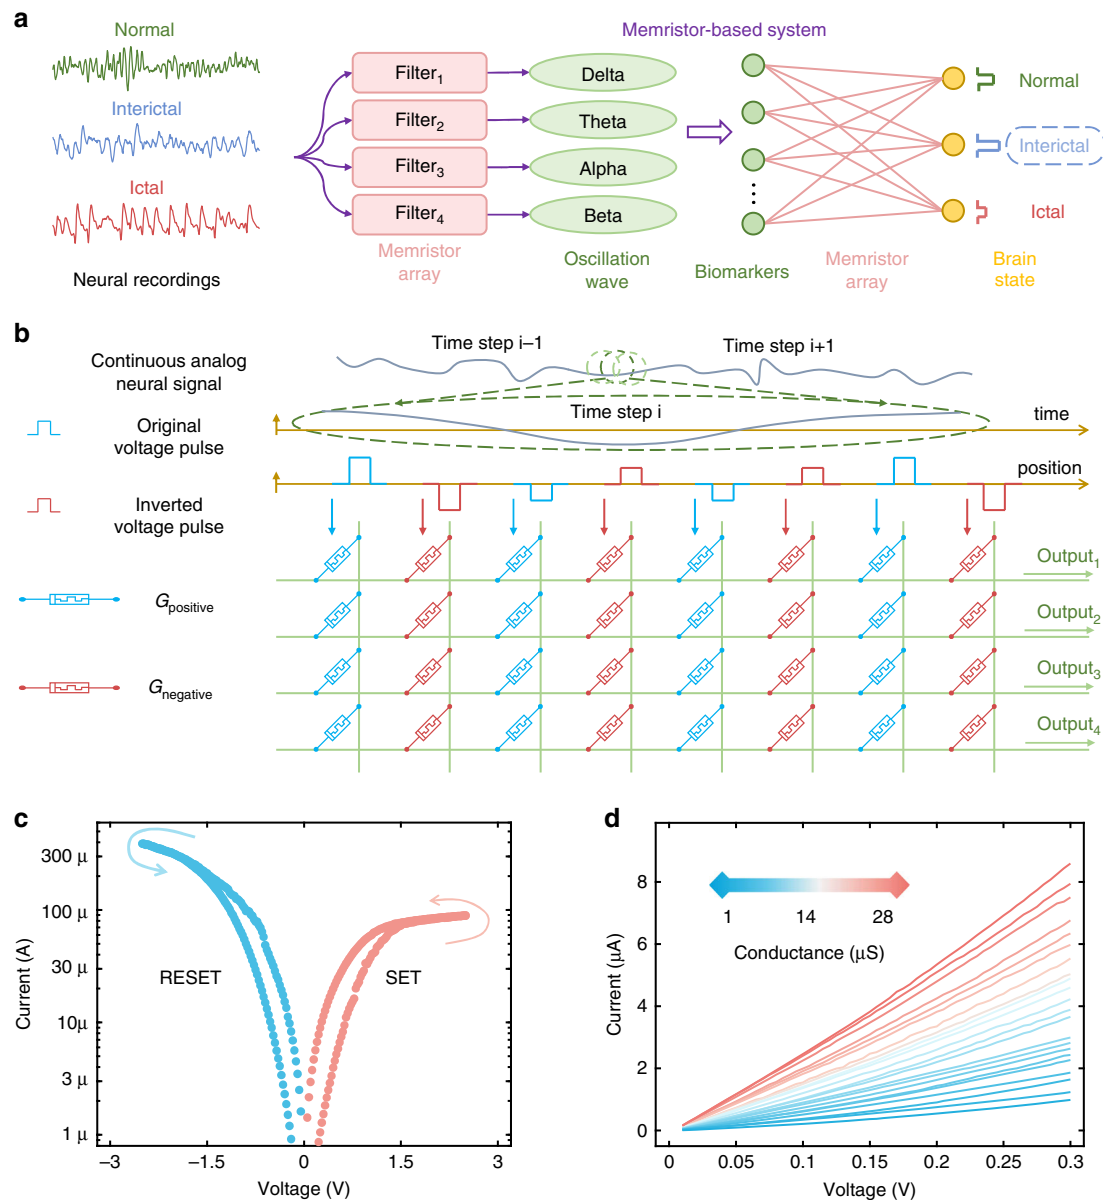 a
Normal
Interictal
Ictal
Neural recordings
Memristor-based system
Filter1
Filter2
Filter3
Filter4
Memristor
array
Delta
Theta
Alpha
Beta
Oscillation
wave
Biomarkers
Memristor
array
Normal
Interictal
Ictal
Brain
state
b
Continuous analog
neural signal
Time step i–1
Time step i+1
Time step i
time
Original
voltage pulse
position
Inverted
voltage pulse
Gpositive
Gnegative
Output1
Output2
Output3
Output4
c
Current (A)
300 μ
100 μ
30 μ
10μ
3 μ
1 μ
RESET
SET
–3
–1.5
0
1.5
3
Voltage (V)
d
Current (μA)
8
6
4
2
0
1
14
28
Conductance (μS)
0
0.05
0.1
0.15
0.2
0.25
0.3
Voltage (V)